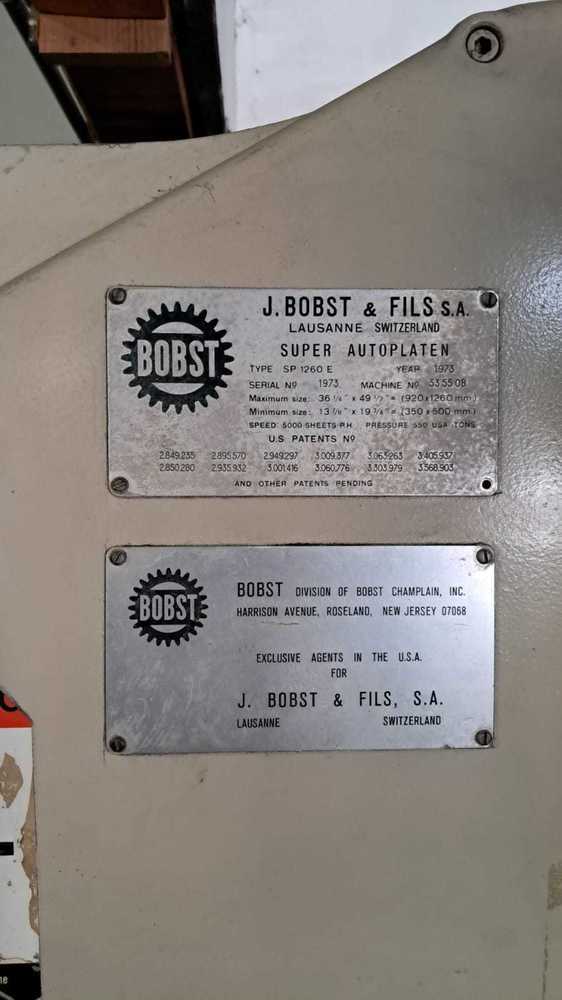 BOBST
J. BOBST & FILS S.A.
LAUSANNE SWITZERLAND
SUPER AUTOPLATEN
TYPE SP 1260 E YEAR 1973
SERIAL Nº 1973 MACHINE Nº 53 55 08
Maximum size: 36 1/4" x 49 1/2" = (920 x 1260 mm)
Minimum size: 13 7/8" x 19 3/4" = (350 x 500 mm)
SPEED 5000 SHEETS P.H. PRESSURE 550 USA TONS
U.S. PATENTS Nº
2.849.235 2.895.570 2.949.297 3.009.377 3.063.263 3.405.937
2.850.280 2.935.932 3.001.416 3.060.776 3.303.979 3.568.903
AND OTHER PATENTS PENDING
BOBST
BOBST DIVISION OF BOBST CHAMPLAIN, INC.
HARRISON AVENUE, ROSELAND, NEW JERSEY 07068
EXCLUSIVE AGENTS IN THE U.S.A.
FOR
J. BOBST & FILS, S.A.
LAUSANNE SWITZERLAND